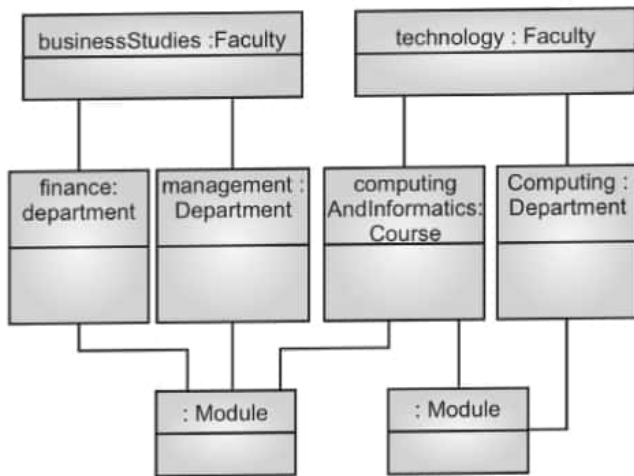 businessStudies :Faculty
technology : Faculty
finance:
department
management :
Department
computing
AndInformatics:
Course
Computing :
Department
: Module
: Module